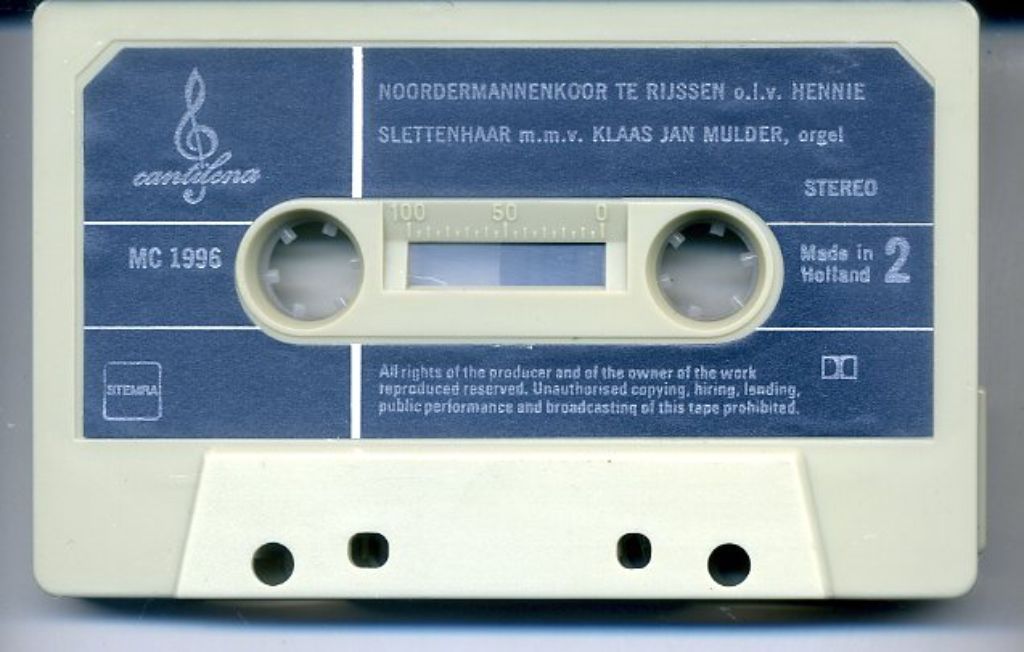 NOORDERMANNENKOOR TE RIJSSEN o.l.v. HENNIE
SLETTENHAAR m.m.v. KLAAS JAN MULDER, orgel
cantilena
STEREO
100 50 0
MC 1996
Made in
Holland
2
STEMRA
All rights of the producer and of the owner of the work
reproduced reserved. Unauthorised copying, hiring, lending,
public performance and broadcasting of this tape prohibited.